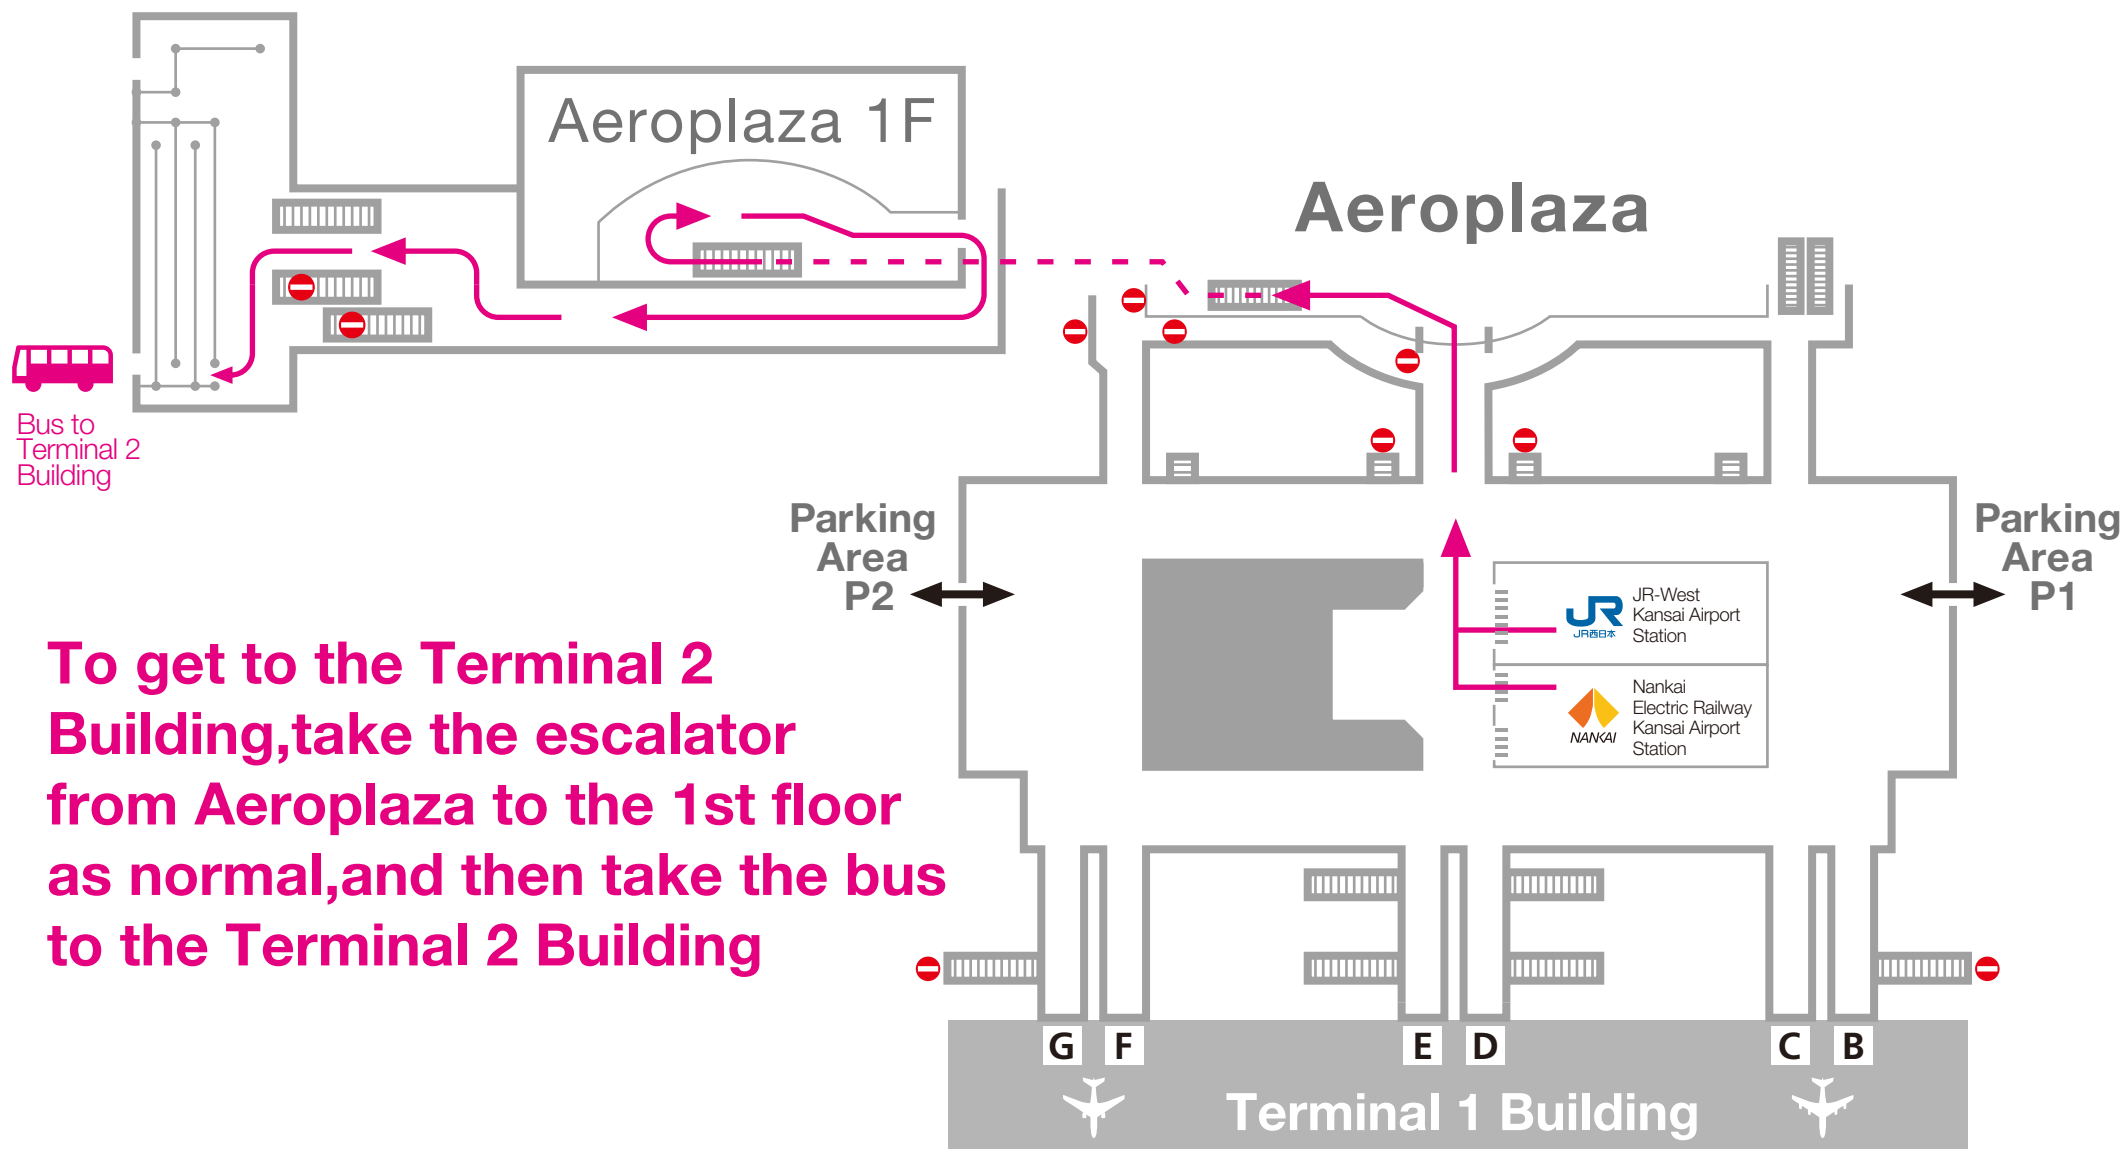 Aeroplaza 1F
Aeroplaza
Bus to
Terminal 2
Building
Parking
Area
P2
Parking
Area
P1
JR西日本
JR-West
Kansai Airport
Station
NANKAI
Nankai
Electric Railway
Kansai Airport
Station
To get to the Terminal 2
Building,take the escalator
from Aeroplaza to the 1st floor
as normal,and then take the bus
to the Terminal 2 Building
G F E D C B
Terminal 1 Building